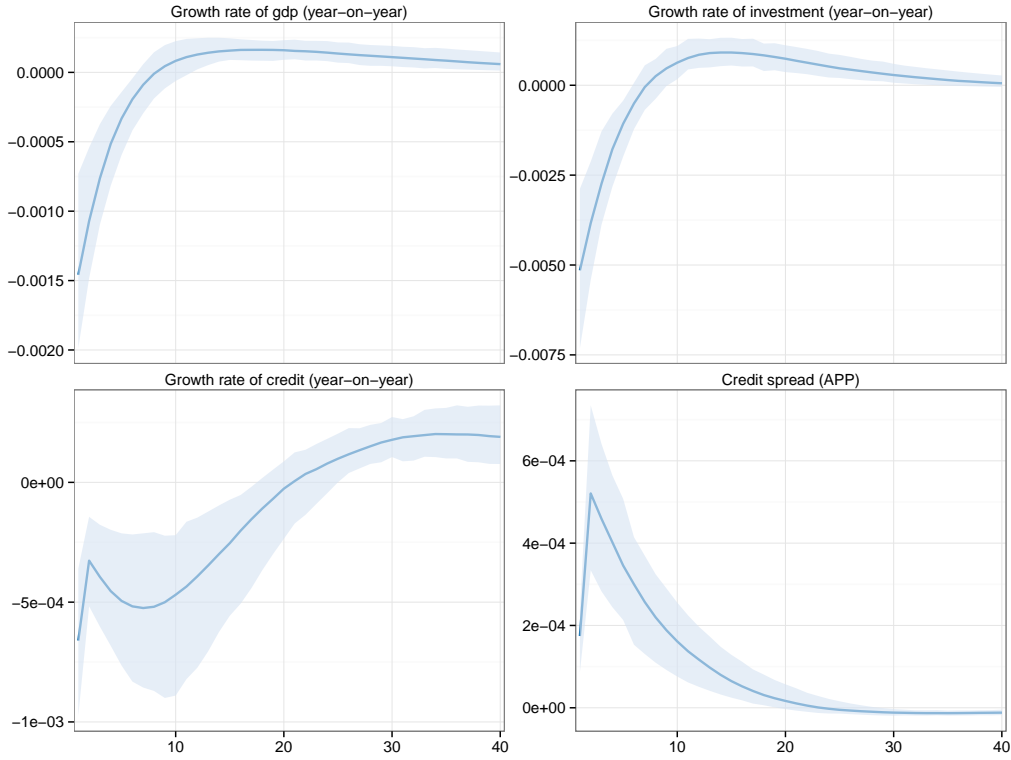 Growth rate of gdp (year−on−year)
0.0000
−0.0005
−0.0010
−0.0015
−0.0020
Growth rate of investment (year−on−year)
0.0000
−0.0025
−0.0050
−0.0075
Growth rate of credit (year−on−year)
0e+00
−5e−04
−1e−03
10 20 30 40
Credit spread (APP)
6e−04
4e−04
2e−04
0e+00
10 20 30 40